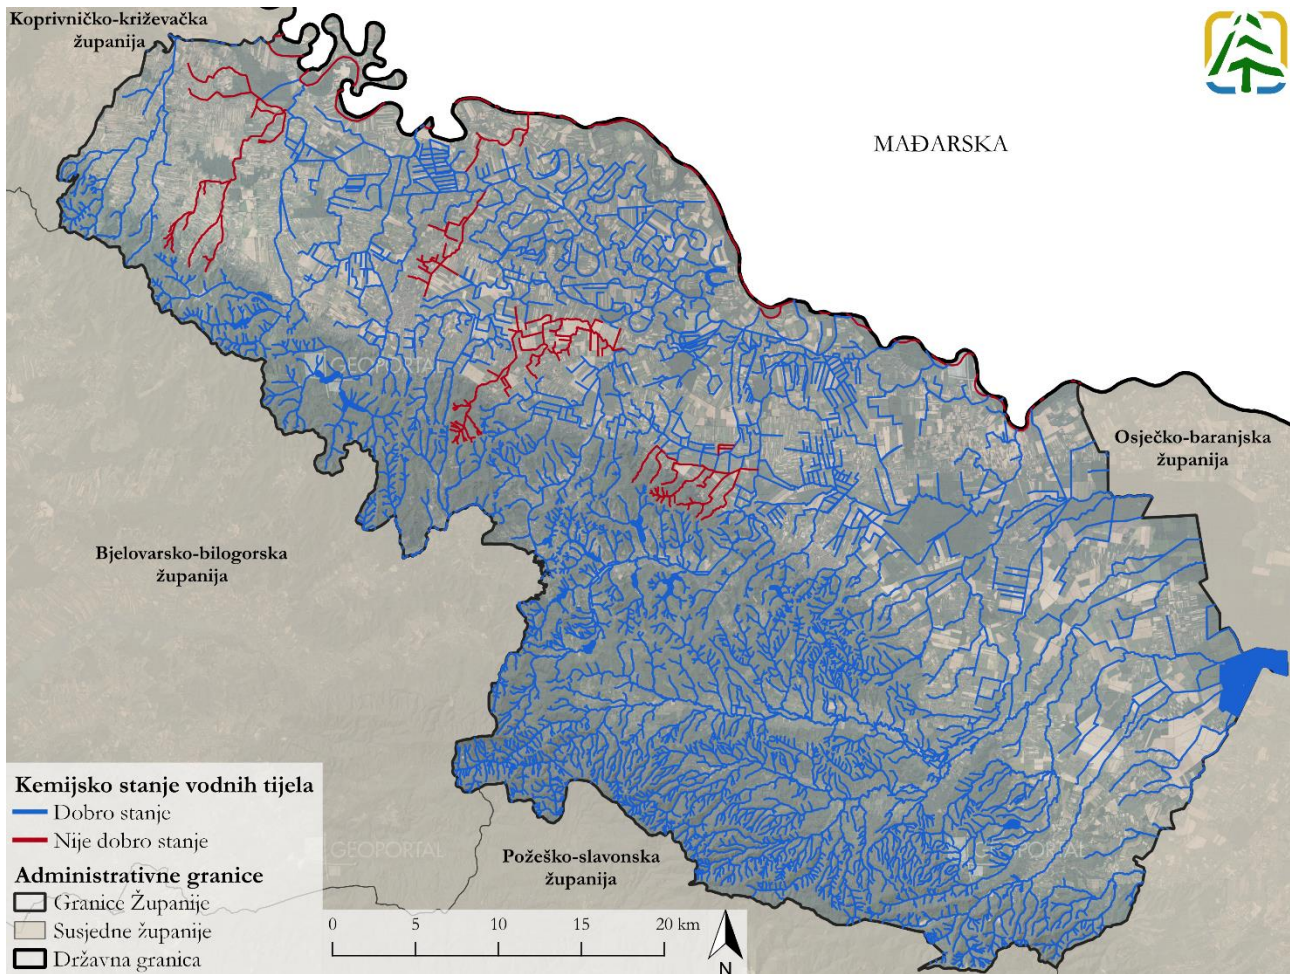 Koprivničko-križevačka
županija
MAĐARSKA
GEOPORTAL
Osječko-baranjska
županija
Bjelovarsko-bilogorska
županija
Kemijsko stanje vodnih tijela
Dobro stanje
Nije dobro stanje
GEOPORTAL
Požeško-slavonska
županija
GEOPORTAL
Administrativne granice
Granice Županije
Susjedne županije
Državna granica
0 5 10 15 20 km
N